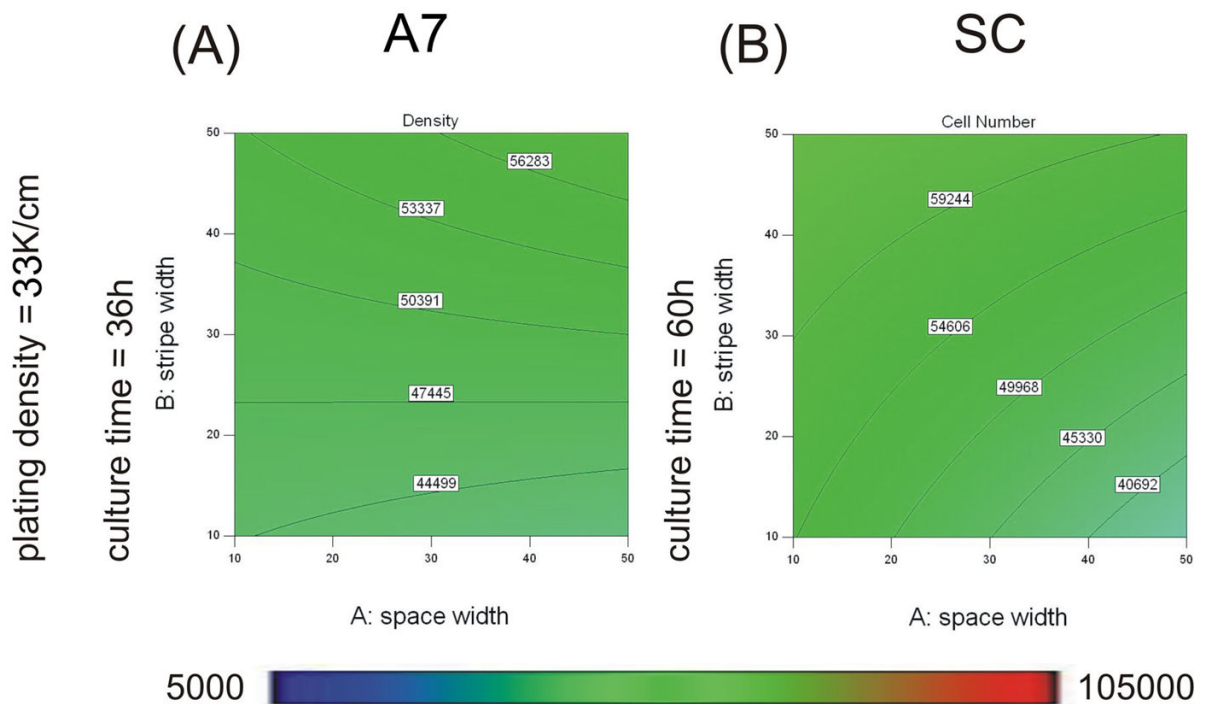 (A) A7
(B) SC
plating density = 33K/cm
culture time = 36h
Density
B: stripe width
50
40
30
20
10
56283
53337
50391
47445
44499
10 20 30 40 50
A: space width
culture time = 60h
Cell Number
B: stripe width
50
40
30
20
10
59244
54606
49968
45330
40692
10 20 30 40 50
A: space width
5000 105000